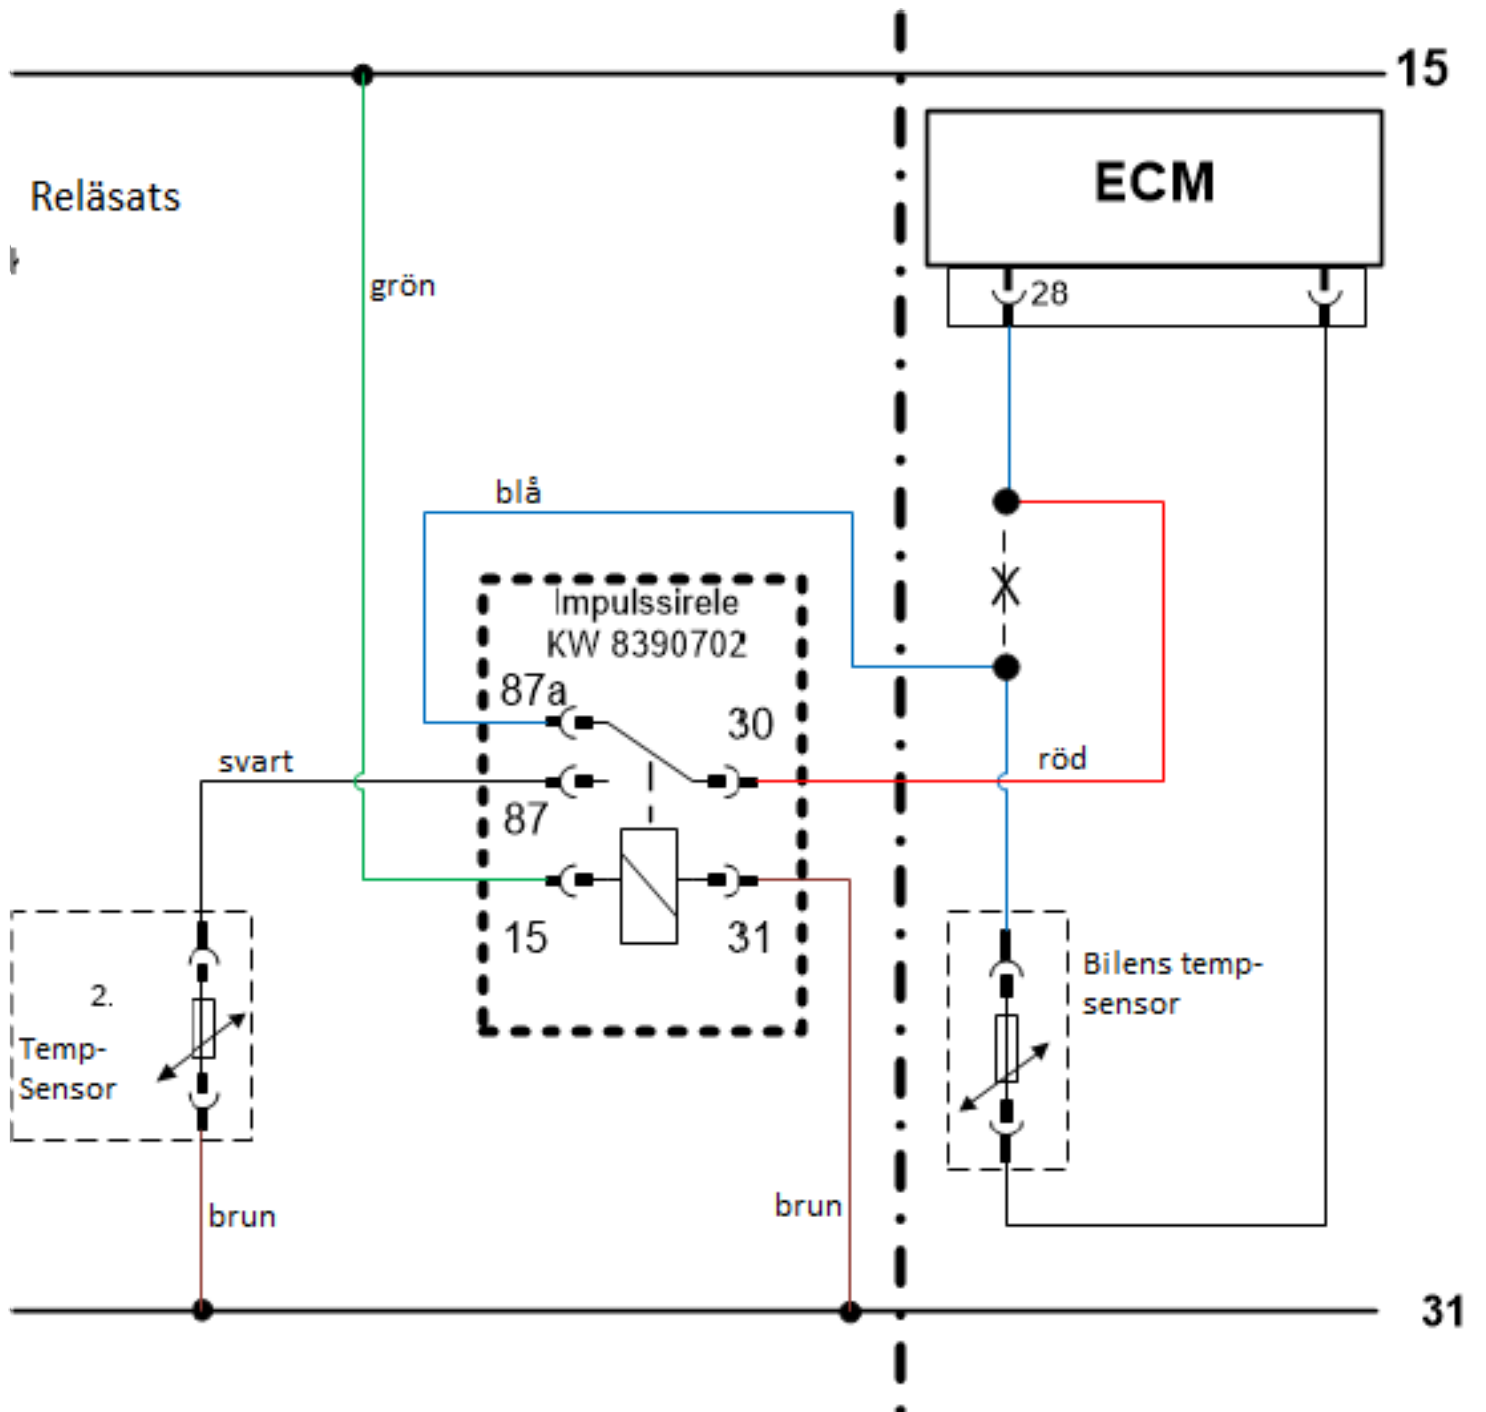 15
ECM
Reläsats
grön
28
blå
Impulssirele
KW 8390702
87a
30
svart
röd
87
15
31
2.
Temp-
Sensor
Bilens temp-
sensor
brun
brun
31